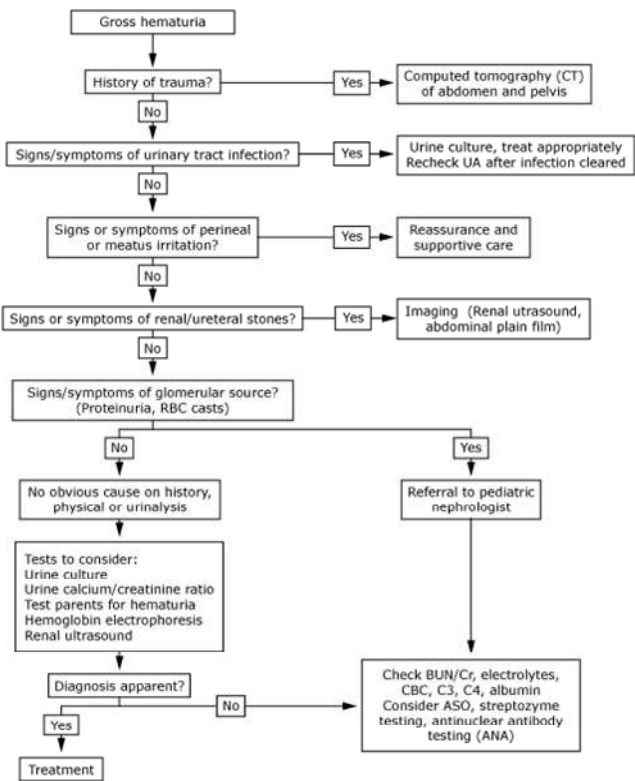 Gross hematuria
History of trauma?
Yes
Computed tomography (CT)
of abdomen and pelvis
No
Signs/symptoms of urinary tract infection?
Yes
Urine culture, treat appropriately
Recheck UA after infection cleared
No
Signs or symptoms of perineal
or meatus irritation?
Yes
Reassurance and
supportive care
No
Signs or symptoms of renal/ureteral stones?
Yes
Imaging (Renal utrasound,
abdominal plain film)
No
Signs/symptoms of glomerular source?
(Proteinuria, RBC casts)
No
Yes
No obvious cause on history,
physical or urinalysis
Referral to pediatric
nephrologist
Tests to consider:
Urine culture
Urine calcium/creatinine ratio
Test parents for hematuria
Hemoglobin electrophoresis
Renal ultrasound
Diagnosis apparent?
No
Check BUN/Cr, electrolytes,
CBC, C3, C4, albumin
Consider ASO, streptozyme
testing, antinuclear antibody
testing (ANA)
Yes
Treatment